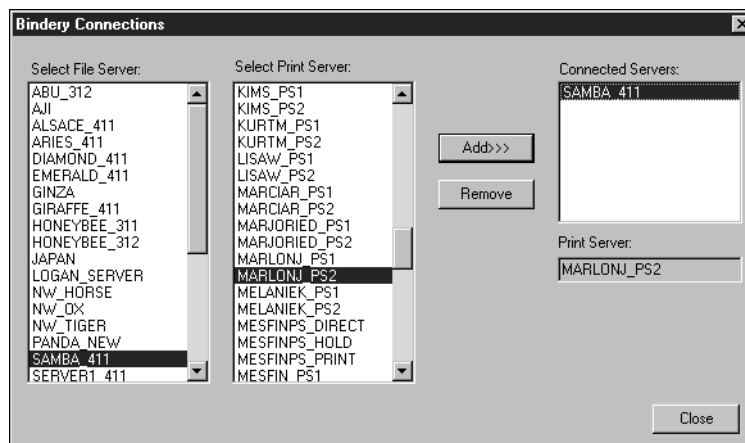 Bindery Connections
Select File Server:
ABU_312
AJI
ALSACE_411
ARIES_411
DIAMOND_411
EMERALD_411
GINZA
GIRAFFE_411
HONEYBEE_311
HONEYBEE_312
JAPAN
LOGAN_SERVER
NW_HORSE
NW_OX
NW_TIGER
PANDA_NEW
SAMBA_411
SERVER1_411
Select Print Server:
KIMS_PS1
KIMS_PS2
KURTM_PS1
KURTM_PS2
LISAW_PS1
LISAW_PS2
MARCIAR_PS1
MARCIAR_PS2
MARJORIED_PS1
MARJORIED_PS2
MARLONJ_PS1
MARLONJ_PS2
MELANIEK_PS1
MELANIEK_PS2
MESFINPS_DIRECT
MESFINPS_HOLD
MESFINPS_PRINT
MESFIN_PS1
Add>>>
Remove
Connected Servers:
SAMBA_411
Print Server:
MARLONJ_PS2
Close